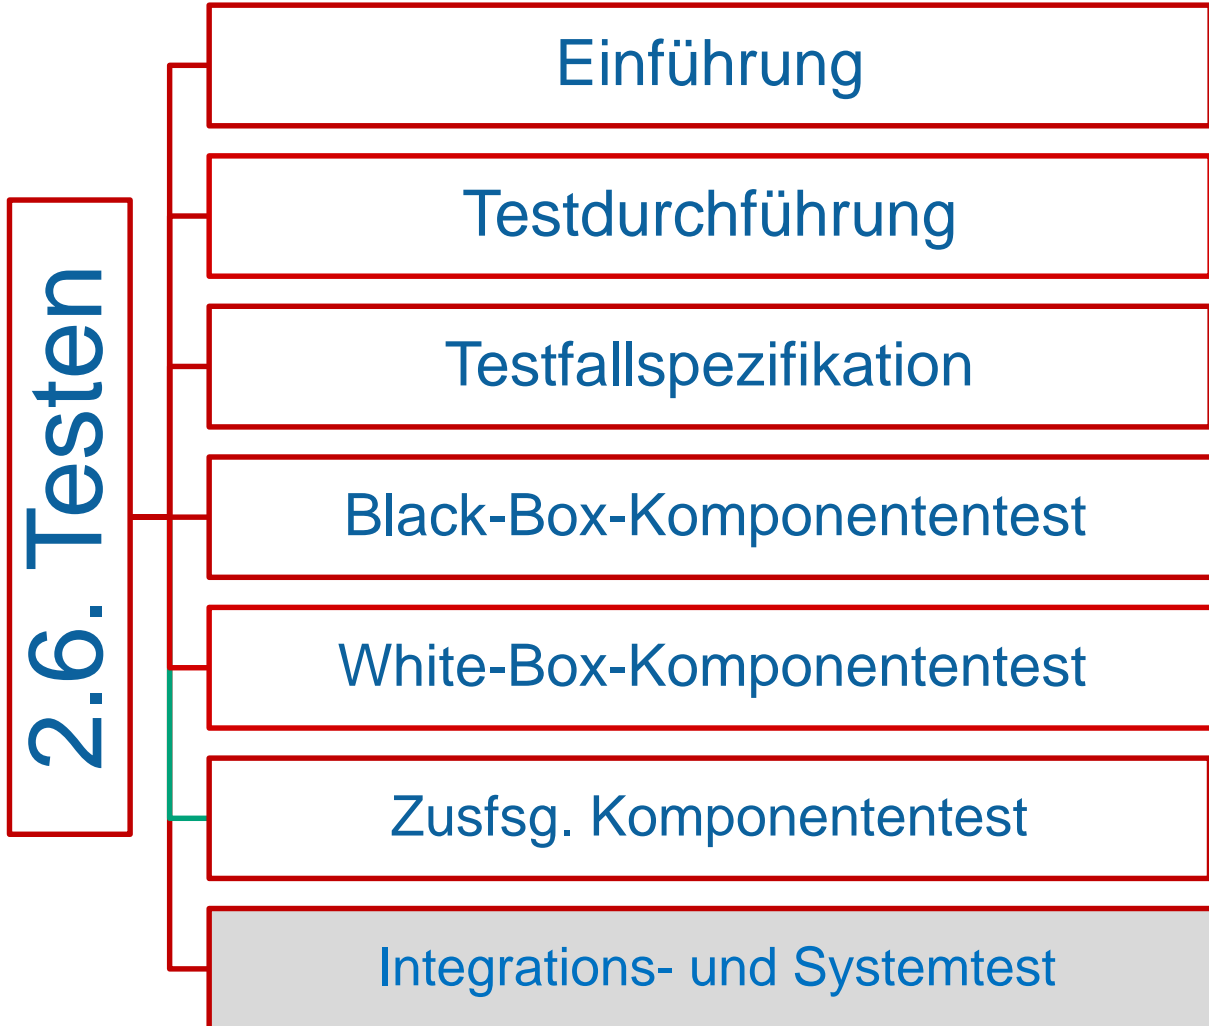 2.6. Testen
Einführung
Testdurchführung
Testfallspezifikation
Black-Box-Komponententest
White-Box-Komponententest
Zusfsg. Komponententest
Integrations- und Systemtest